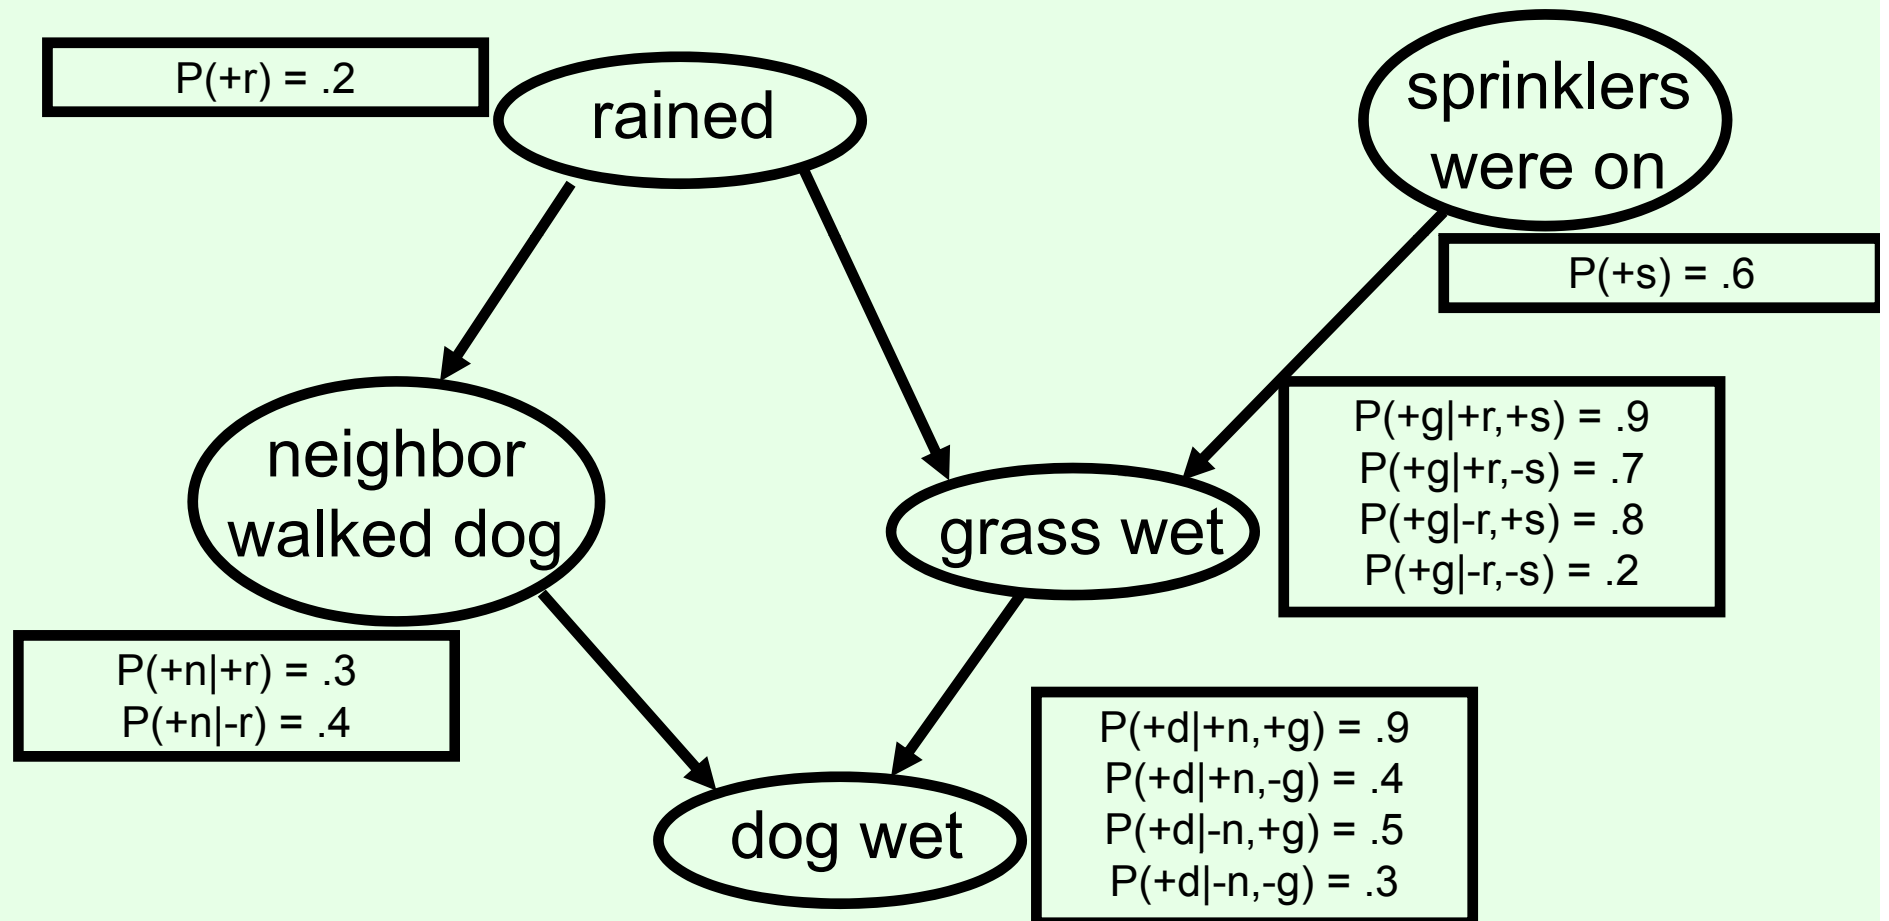 P(+r) = .2
rained
sprinklers
were on
P(+s) = .6
neighbor
walked dog
grass wet
P(+g|+r,+s) = .9
P(+g|+r,-s) = .7
P(+g|-r,+s) = .8
P(+g|-r,-s) = .2
P(+n|+r) = .3
P(+n|-r) = .4
dog wet
P(+d|+n,+g) = .9
P(+d|+n,-g) = .4
P(+d|-n,+g) = .5
P(+d|-n,-g) = .3